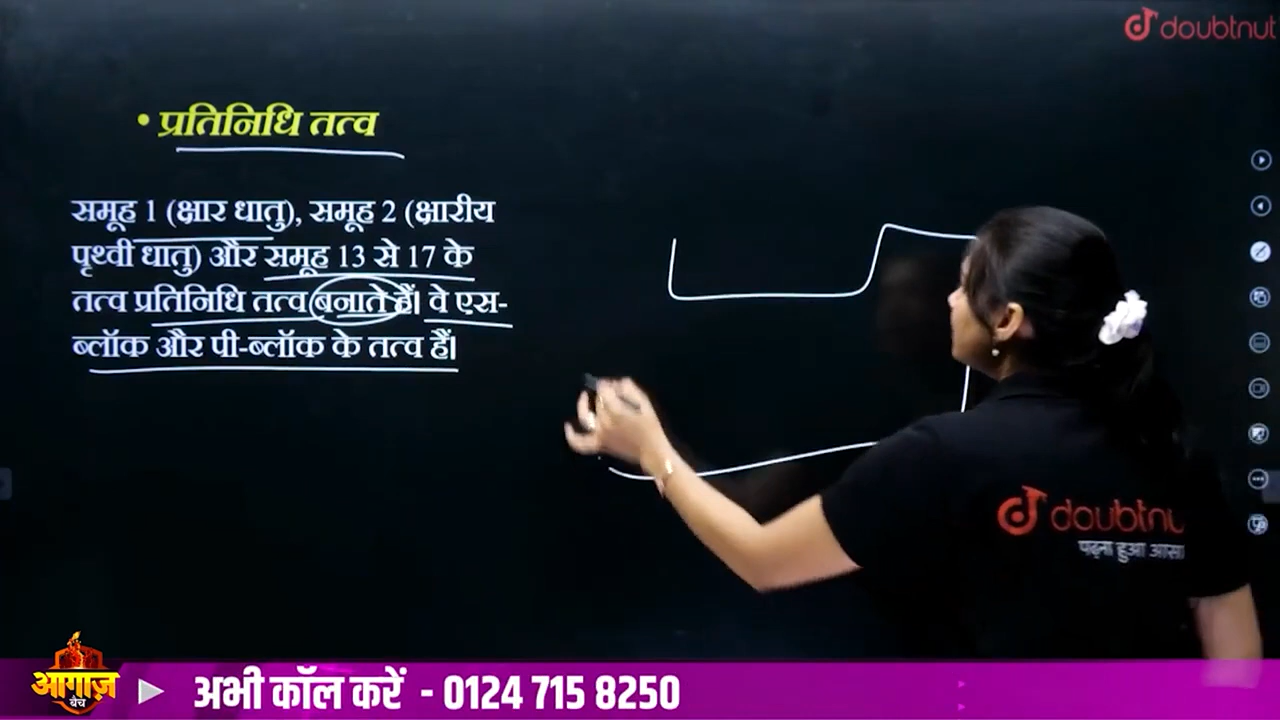 doubtnut
• प्रतिनिधि तत्व
समूह 1 (क्षार धातु), समूह 2 (क्षारीय
पृथ्वी धातु) और समूह 13 से 17 के
तत्व प्रतिनिधि तत्व बनाते हैं। वे एस-
ब्लॉक और पी-ब्लॉक के तत्व हैं।
doubtnu
पढ़ना हुआ आसा
आगाज़
बैच
अभी कॉल करें - 0124 715 8250